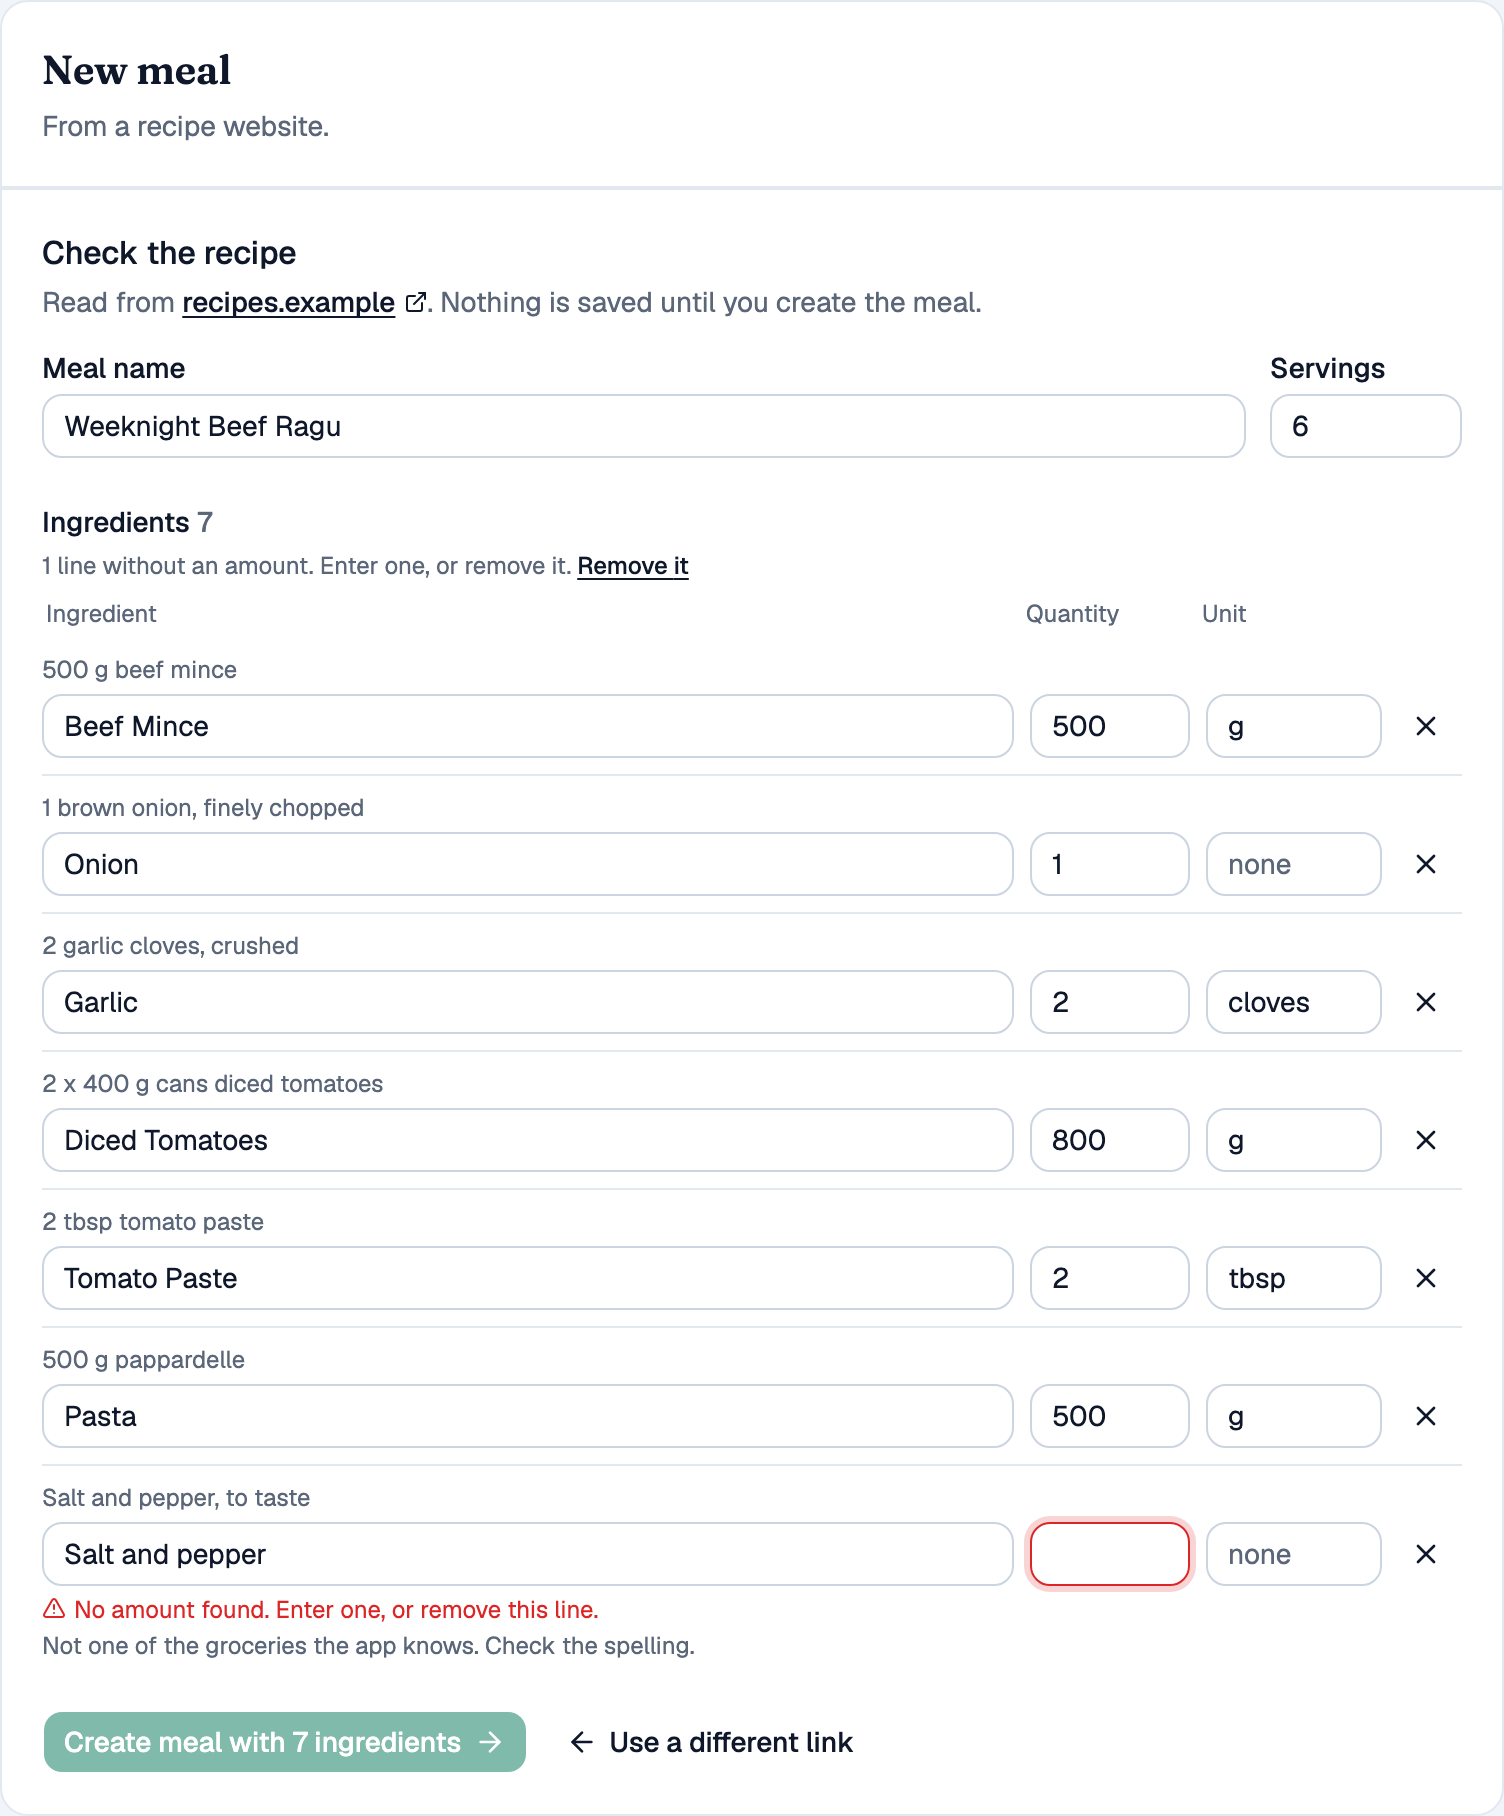 New meal
From a recipe website.
Check the recipe
Read from recipes.example. Nothing is saved until you create the meal.
Meal name
Servings
Weeknight Beef Ragu
6
Ingredients 7
1 line without an amount. Enter one, or remove it. Remove it
Ingredient
Quantity
Unit
500 g beef mince
Beef Mince
500
g
1 brown onion, finely chopped
Onion
1
none
2 garlic cloves, crushed
Garlic
2
cloves
2 x 400 g cans diced tomatoes
Diced Tomatoes
800
g
2 tbsp tomato paste
Tomato Paste
2
tbsp
500 g pappardelle
Pasta
500
g
Salt and pepper, to taste
Salt and pepper
none
No amount found. Enter one, or remove this line.
Not one of the groceries the app knows. Check the spelling.
Create meal with 7 ingredients →
← Use a different link